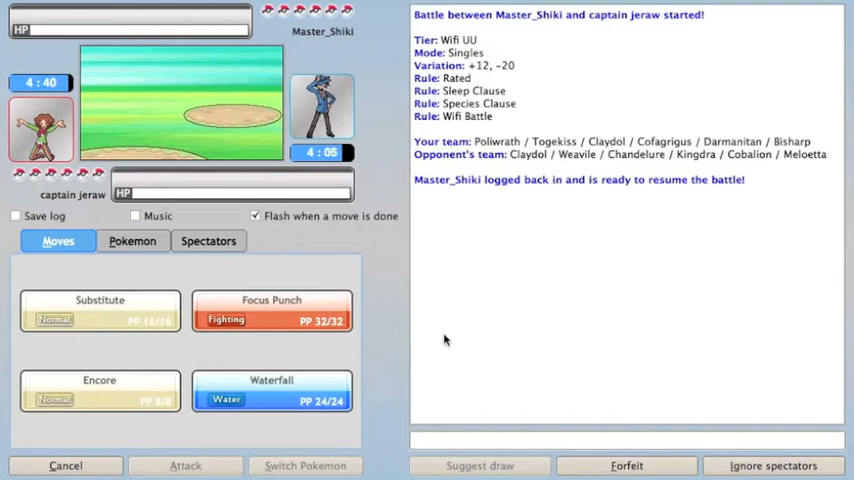 HP
Master_Shiki
4 : 40
4 : 05
captain jeraw
HP
Save log
Music
Flash when a move is done
Moves
Pokemon
Spectators
Substitute
Normal PP 16/16
Focus Punch
Fighting PP 32/32
Encore
Normal PP 8/8
Waterfall
Water PP 24/24
Cancel
Attack
Switch Pokemon
Battle between Master_Shiki and captain jeraw started!
Tier: Wifi UU
Mode: Singles
Variation: +12, -20
Rule: Rated
Rule: Sleep Clause
Rule: Species Clause
Rule: Wifi Battle
Your team: Poliwrath / Togekiss / Claydol / Cofagrigus / Darmanitan / Bisharp
Opponent's team: Claydol / Weavile / Chandelure / Kingdra / Cobalion / Meloetta
Master_Shiki logged back in and is ready to resume the battle!
Suggest draw
Forfeit
Ignore spectators